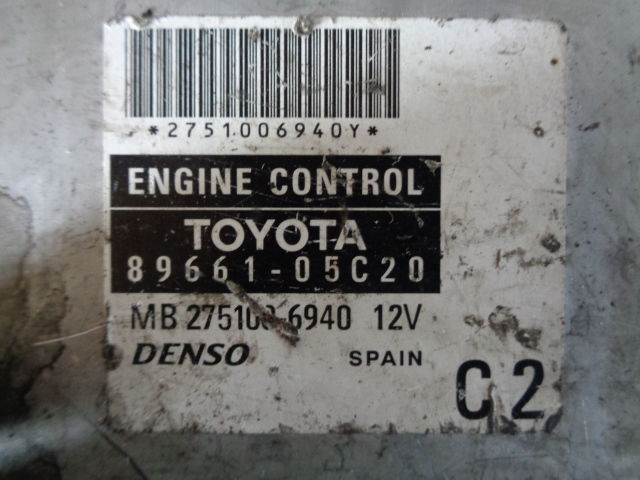 *2751006940Y*
ENGINE CONTROL
TOYOTA
89661-05C20
MB 275100-6940 12V
DENSO SPAIN
C2